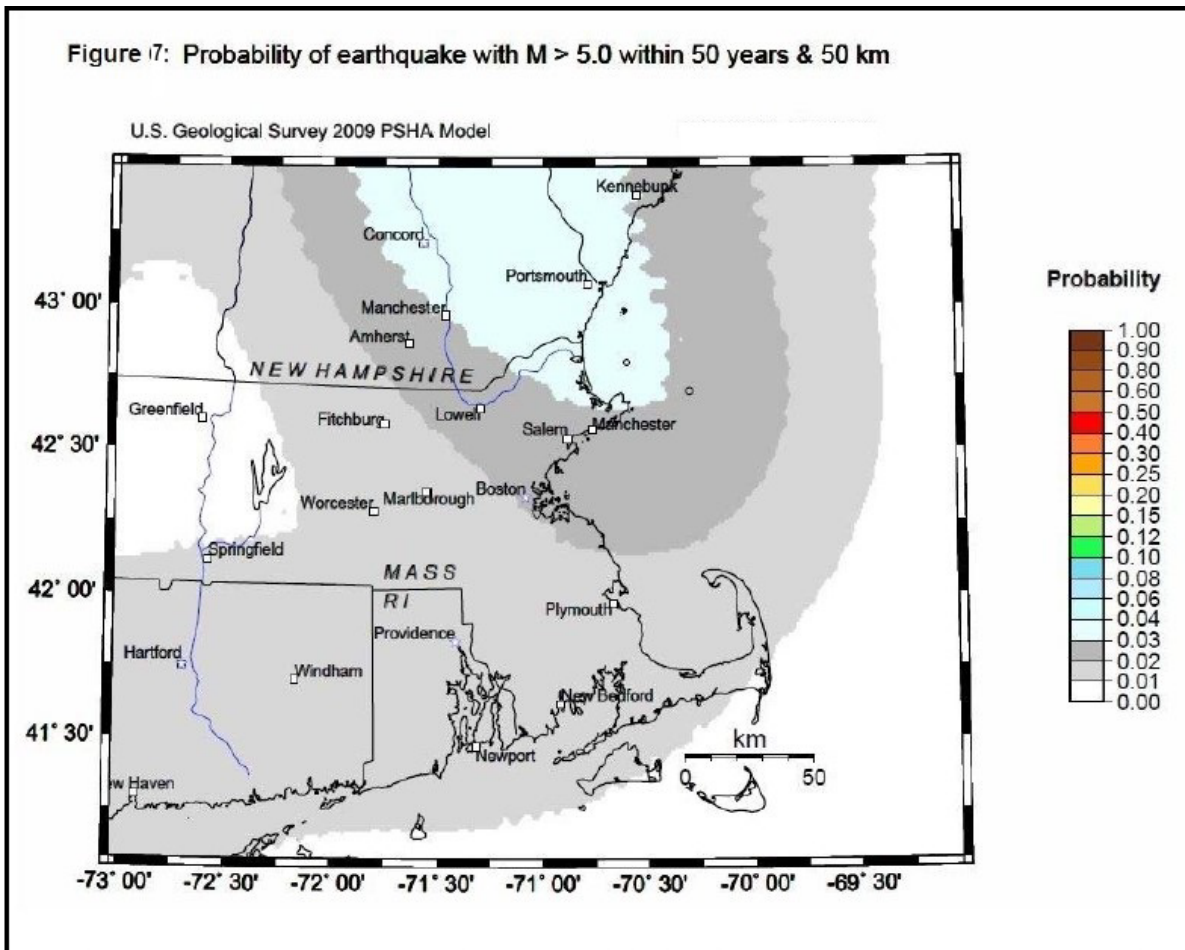 Figure 7: Probability of earthquake with M > 5.0 within 50 years & 50 km
U.S. Geological Survey 2009 PSHA Model
Kennebunk
Concord
Portsmouth
43° 00'
Manchester
Amherst
NEW HAMPSHIRE
Greenfield
Fitchburg
Lowell
Salem
Manchester
42° 30'
Worcester
Marlborough
Boston
Springfield
42° 00'
MASS
RI
Plymouth
Providence
Hartford
Windham
New Bedford
41° 30'
Newport
km
0 50
ew Haven
-73° 00' -72° 30' -72° 00' -71° 30' -71° 00' -70° 30' -70° 00' -69° 30'
Probability
1.00
0.90
0.80
0.60
0.50
0.40
0.30
0.25
0.20
0.15
0.12
0.10
0.08
0.06
0.04
0.03
0.02
0.01
0.00